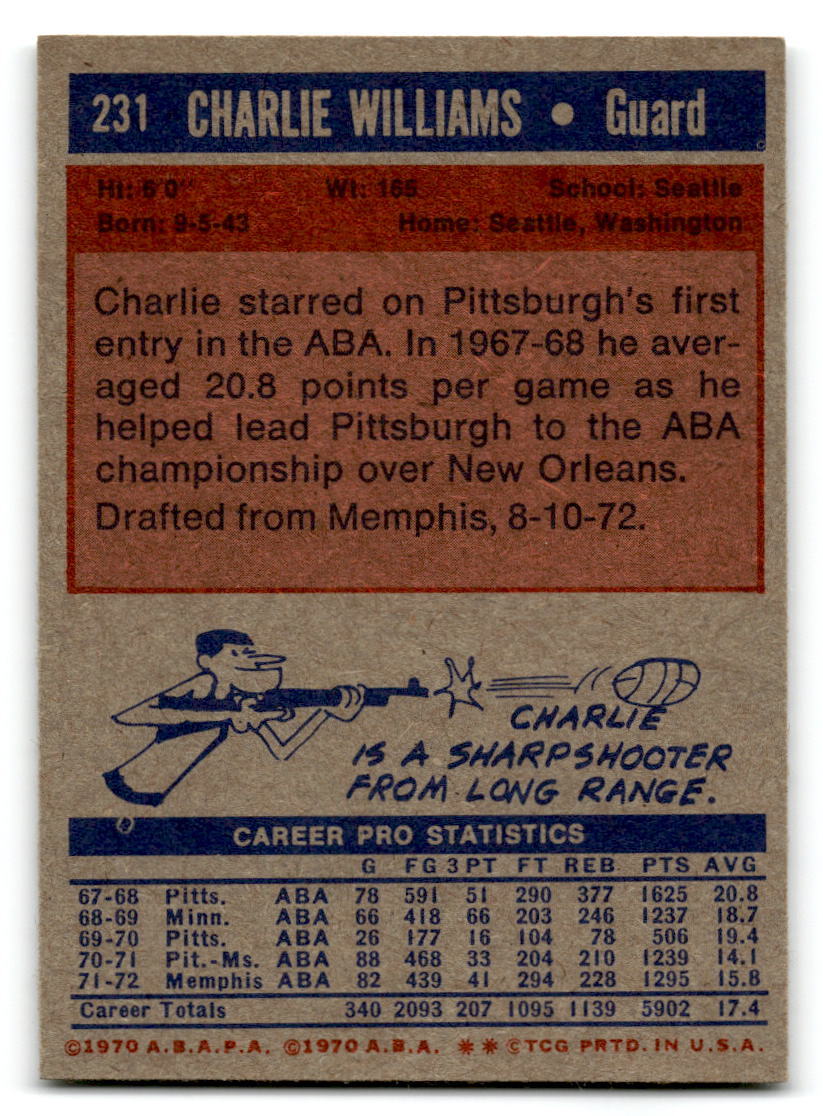 231 CHARLIE WILLIAMS • Guard
Ht: 6'0" Wt: 165 School: Seattle
Born: 9-5-43 Home: Seattle, Washington
Charlie starred on Pittsburgh's first
entry in the ABA. In 1967-68 he aver-
aged 20.8 points per game as he
helped lead Pittsburgh to the ABA
championship over New Orleans.
Drafted from Memphis, 8-10-72.
CHARLIE
IS A SHARPSHOOTER
FROM LONG RANGE.
CAREER PRO STATISTICS
G FG 3PT FT REB PTS AVG
67-68 Pitts. ABA 78 591 51 290 377 1625 20.8
68-69 Minn. ABA 66 418 66 203 246 1237 18.7
69-70 Pitts. ABA 26 177 16 104 78 506 19.4
70-71 Pit.-Ms. ABA 88 468 33 204 210 1239 14.1
71-72 Memphis ABA 82 439 41 294 228 1295 15.8
Career Totals 340 2093 207 1095 1139 5902 17.4
©1970 A.B.A.P.A. ©1970 A.B.A. ** ©TCG PRTD. IN U.S.A.